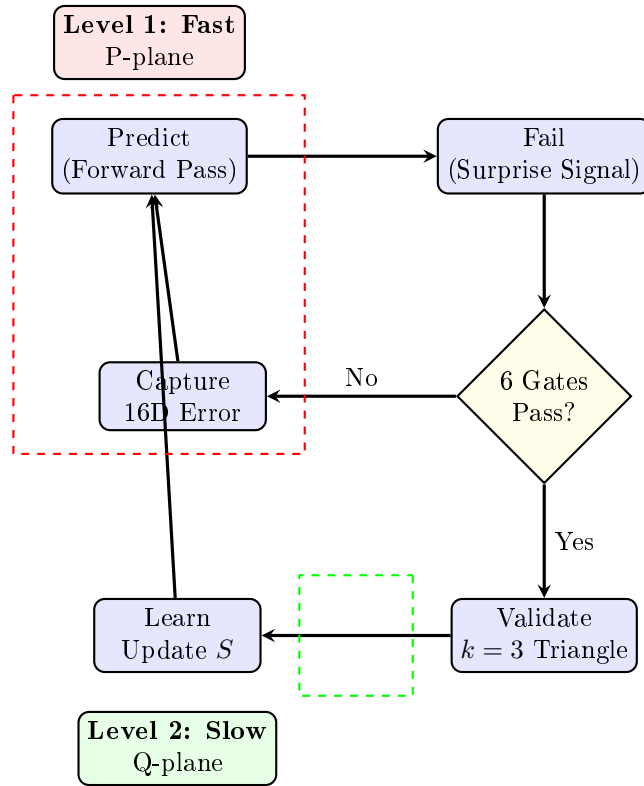 Level 1: Fast
P-plane
Predict
(Forward Pass)
Fail
(Surprise Signal)
Capture
16D Error
No
6 Gates
Pass?
Yes
Learn
Update S
Validate
k = 3 Triangle
Level 2: Slow
Q-plane